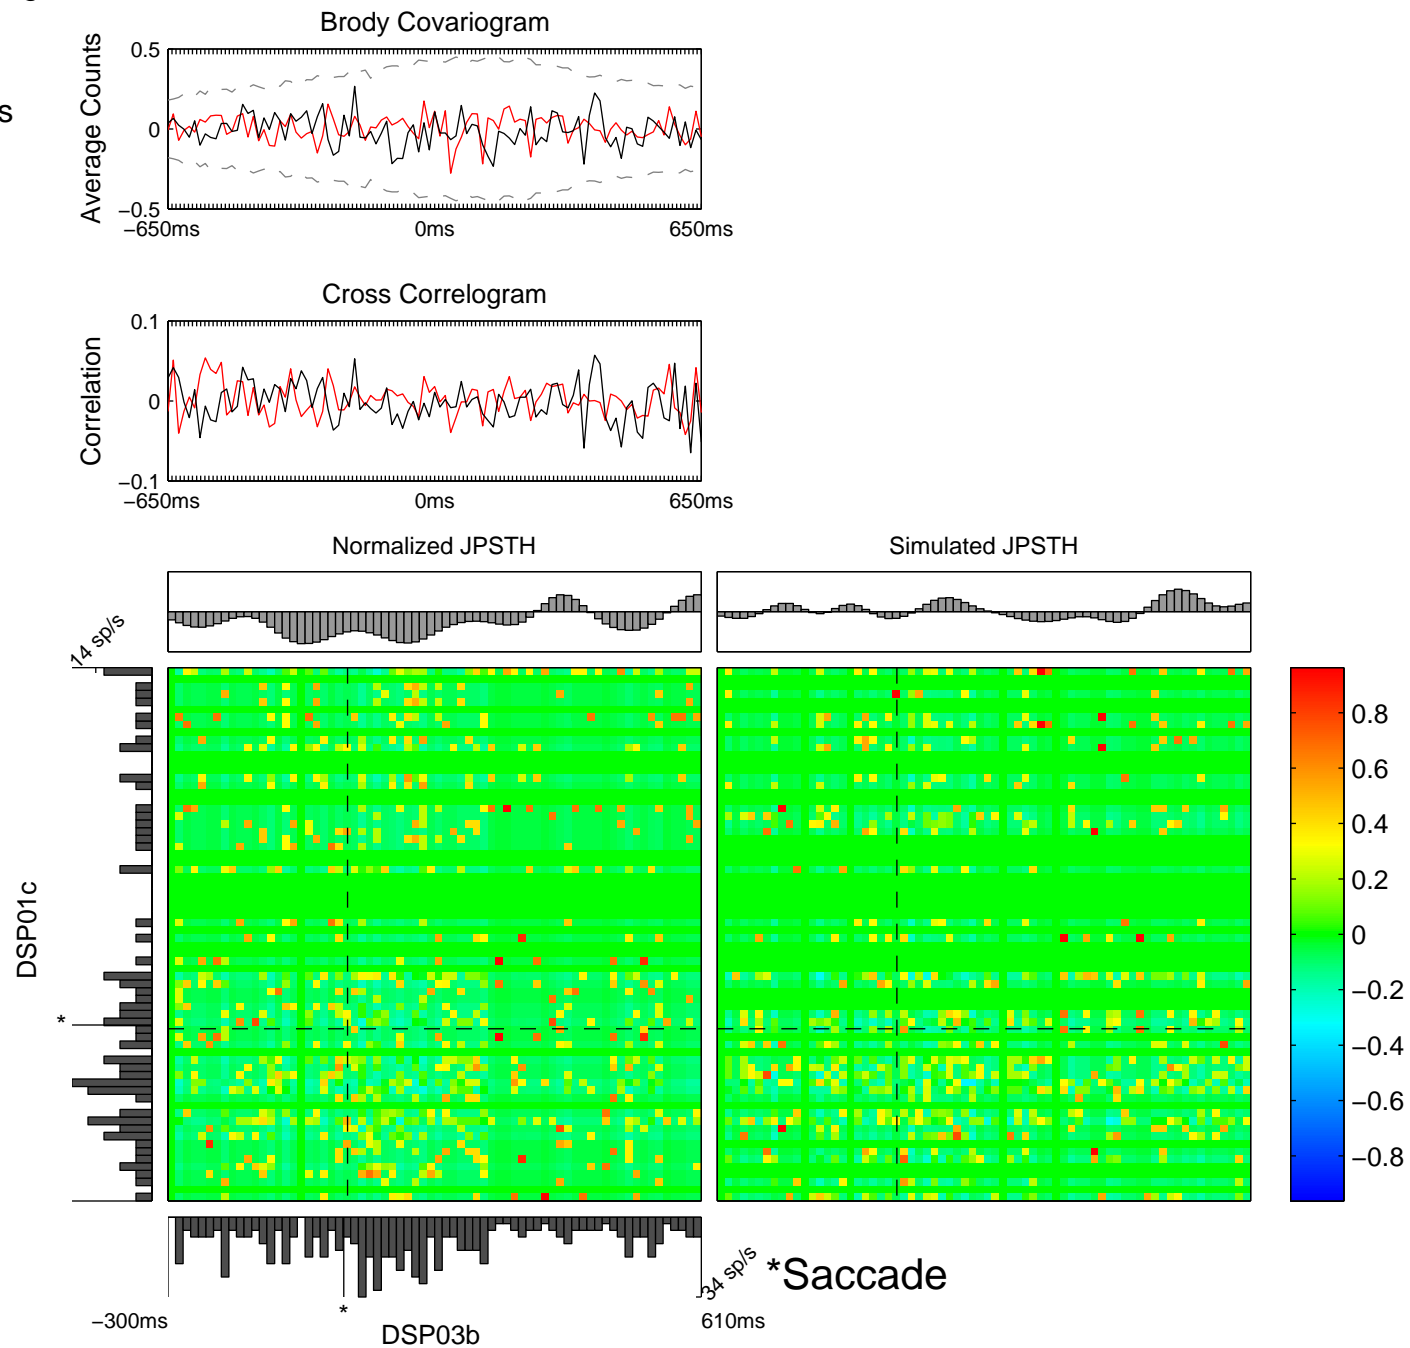 g
Brody Covariogram
s
Average Counts
0.5
0
−0.5
−650ms
0ms
650ms
Cross Correlogram
Correlation
0.1
0
−0.1
−650ms
0ms
650ms
Normalized JPSTH
Simulated JPSTH
14 sp/s
DSP01c
*
0.8
0.6
0.4
0.2
0
−0.2
−0.4
−0.6
−0.8
34 sp/s
*Saccade
*
−300ms
610ms
DSP03b